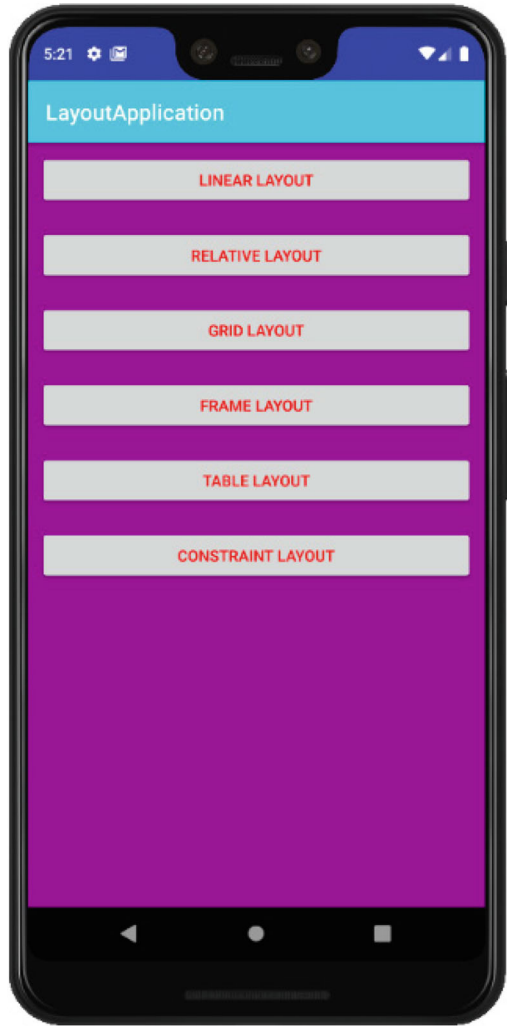 5:21
LayoutApplication
LINEAR LAYOUT
RELATIVE LAYOUT
GRID LAYOUT
FRAME LAYOUT
TABLE LAYOUT
CONSTRAINT LAYOUT